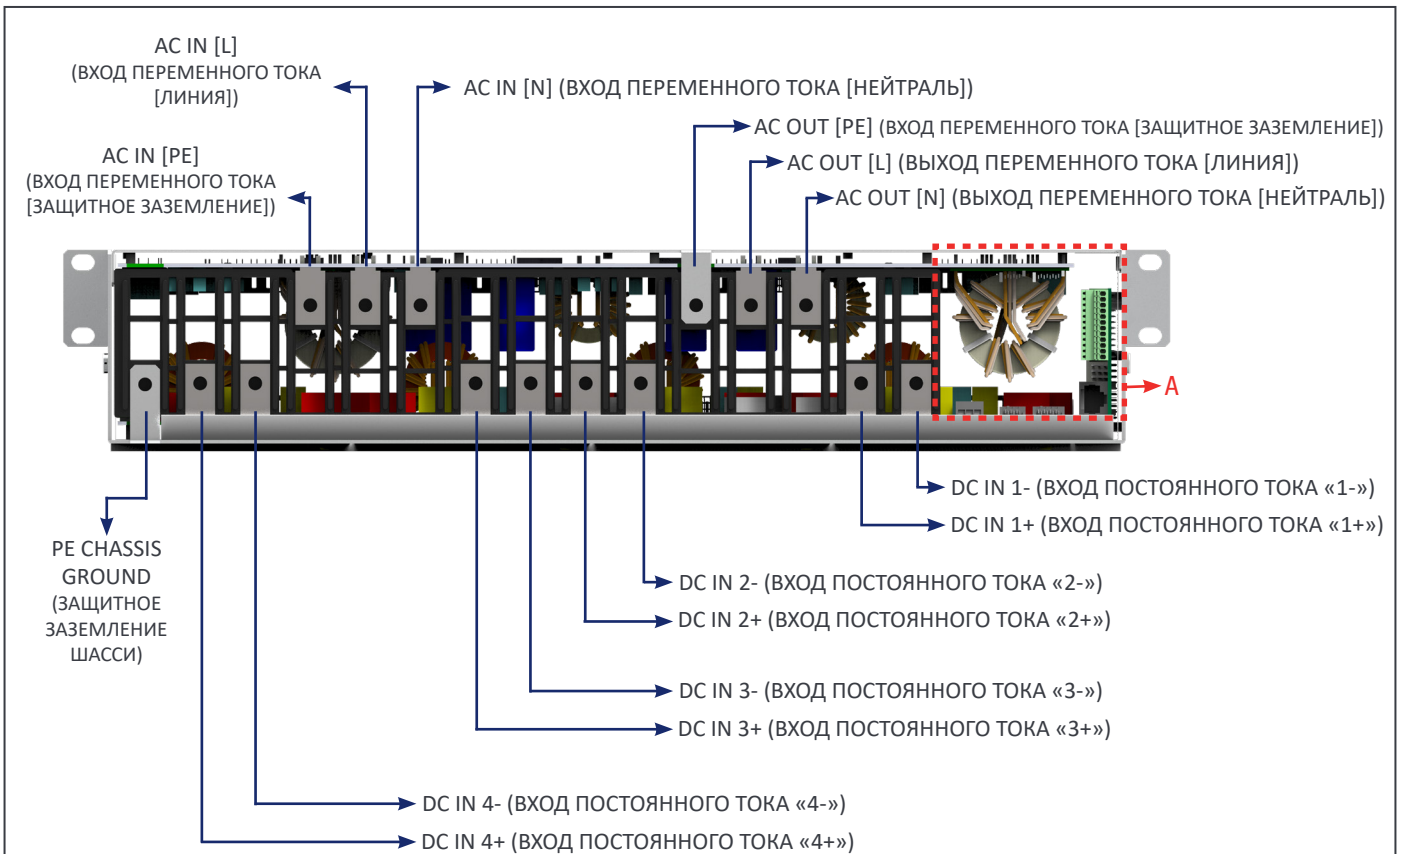 AC IN [L]
(ВХОД ПЕРЕМЕННОГО ТОКА
[ЛИНИЯ])
AC IN [N] (ВХОД ПЕРЕМЕННОГО ТОКА [НЕЙТРАЛЬ])
AC OUT [PE] (ВХОД ПЕРЕМЕННОГО ТОКА [ЗАЩИТНОЕ ЗАЗЕМЛЕНИЕ])
AC IN [PE]
(ВХОД ПЕРЕМЕННОГО ТОКА
[ЗАЩИТНОЕ ЗАЗЕМЛЕНИЕ])
AC OUT [L] (ВЫХОД ПЕРЕМЕННОГО ТОКА [ЛИНИЯ])
AC OUT [N] (ВЫХОД ПЕРЕМЕННОГО ТОКА [НЕЙТРАЛЬ])
A
DC IN 1- (ВХОД ПОСТОЯННОГО ТОКА «1-»)
DC IN 1+ (ВХОД ПОСТОЯННОГО ТОКА «1+»)
PE CHASSIS
GROUND
(ЗАЩИТНОЕ
ЗАЗЕМЛЕНИЕ
ШАССИ)
DC IN 2- (ВХОД ПОСТОЯННОГО ТОКА «2-»)
DC IN 2+ (ВХОД ПОСТОЯННОГО ТОКА «2+»)
DC IN 3- (ВХОД ПОСТОЯННОГО ТОКА «3-»)
DC IN 3+ (ВХОД ПОСТОЯННОГО ТОКА «3+»)
DC IN 4- (ВХОД ПОСТОЯННОГО ТОКА «4-»)
DC IN 4+ (ВХОД ПОСТОЯННОГО ТОКА «4+»)